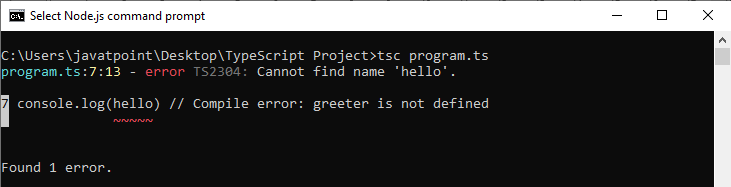 Select Node.js command prompt
C:\Users\javatpoint\Desktop\TypeScript Project>tsc program.ts
program.ts:7:13 - error TS2304: Cannot find name 'hello'.
7 console.log(hello) // Compile error: greeter is not defined
~~~~~
Found 1 error.